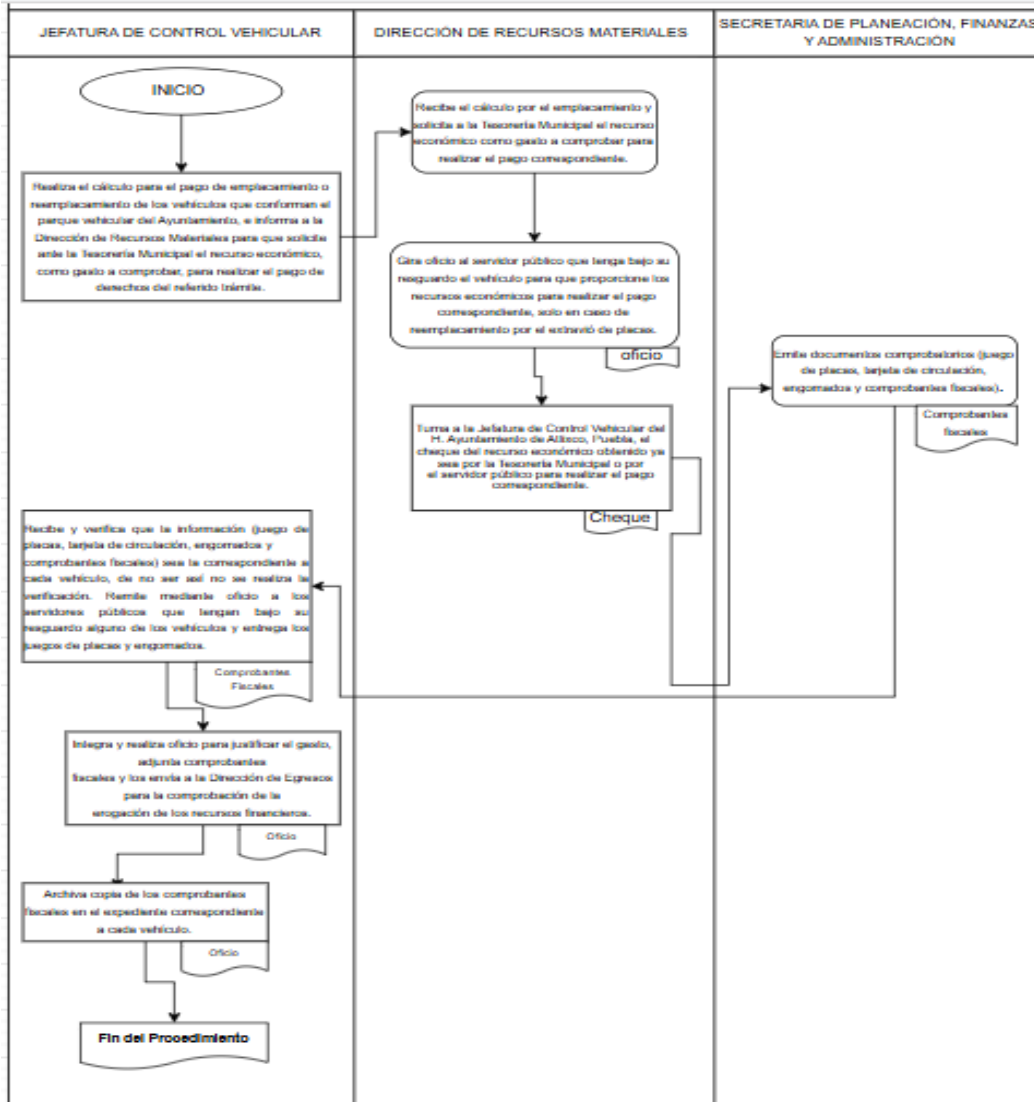 JEFATURA DE CONTROL VEHICULAR
DIRECCIÓN DE RECURSOS MATERIALES
SECRETARIA DE PLANEACIÓN, FINANZAS
Y ADMINISTRACIÓN
INICIO
Realiza el cálculo para el pago de emplacamiento o
reemplacamiento de los vehículos que conforman el
parque vehicular del Ayuntamiento, e informa a la
Dirección de Recursos Materiales para que solicite
ante la Tesorería Municipal el recurso económico,
como gasto a comprobar, para realizar el pago de
derechos del referido trámite.
Recibe el cálculo por el emplacamiento y
solicita a la Tesorería Municipal el recurso
económico como gasto a comprobar para
realizar el pago correspondiente.
Gira oficio al servidor público que tenga bajo su
resguardo el vehículo para que proporcione los
recursos económicos para realizar el pago
correspondiente, solo en caso de
reemplacamiento por el extravió de placas.
oficio
Turna a la Jefatura de Control Vehicular del
H. Ayuntamiento de Atlixco, Puebla, el
cheque del recurso económico obtenido ya
sea por la Tesorería Municipal o por
el servidor público para realizar el pago
correspondiente.
Cheque
Emite documentos comprobatorios (juego
de placas, tarjeta de circulación,
engomados y comprobantes fiscales).
Comprobantes
fiscales
Recibe y verifica que la información (juego de
placas, tarjeta de circulación, engomados y
comprobantes fiscales) sea la correspondiente a
cada vehículo, de no ser así no se realiza la
verificación. Remite mediante oficio a los
servidores públicos que tengan bajo su
resguardo alguno de los vehículos y entrega los
juegos de placas y engomados.
Comprobantes
Fiscales
Integra y realiza oficio para justificar el gasto,
adjunta comprobantes
fiscales y los envía a la Dirección de Egresos
para la comprobación de la
erogación de los recursos financieros.
Oficio
Archiva copia de los comprobantes
fiscales en el expediente correspondiente
a cada vehículo.
Oficio
Fin del Procedimiento